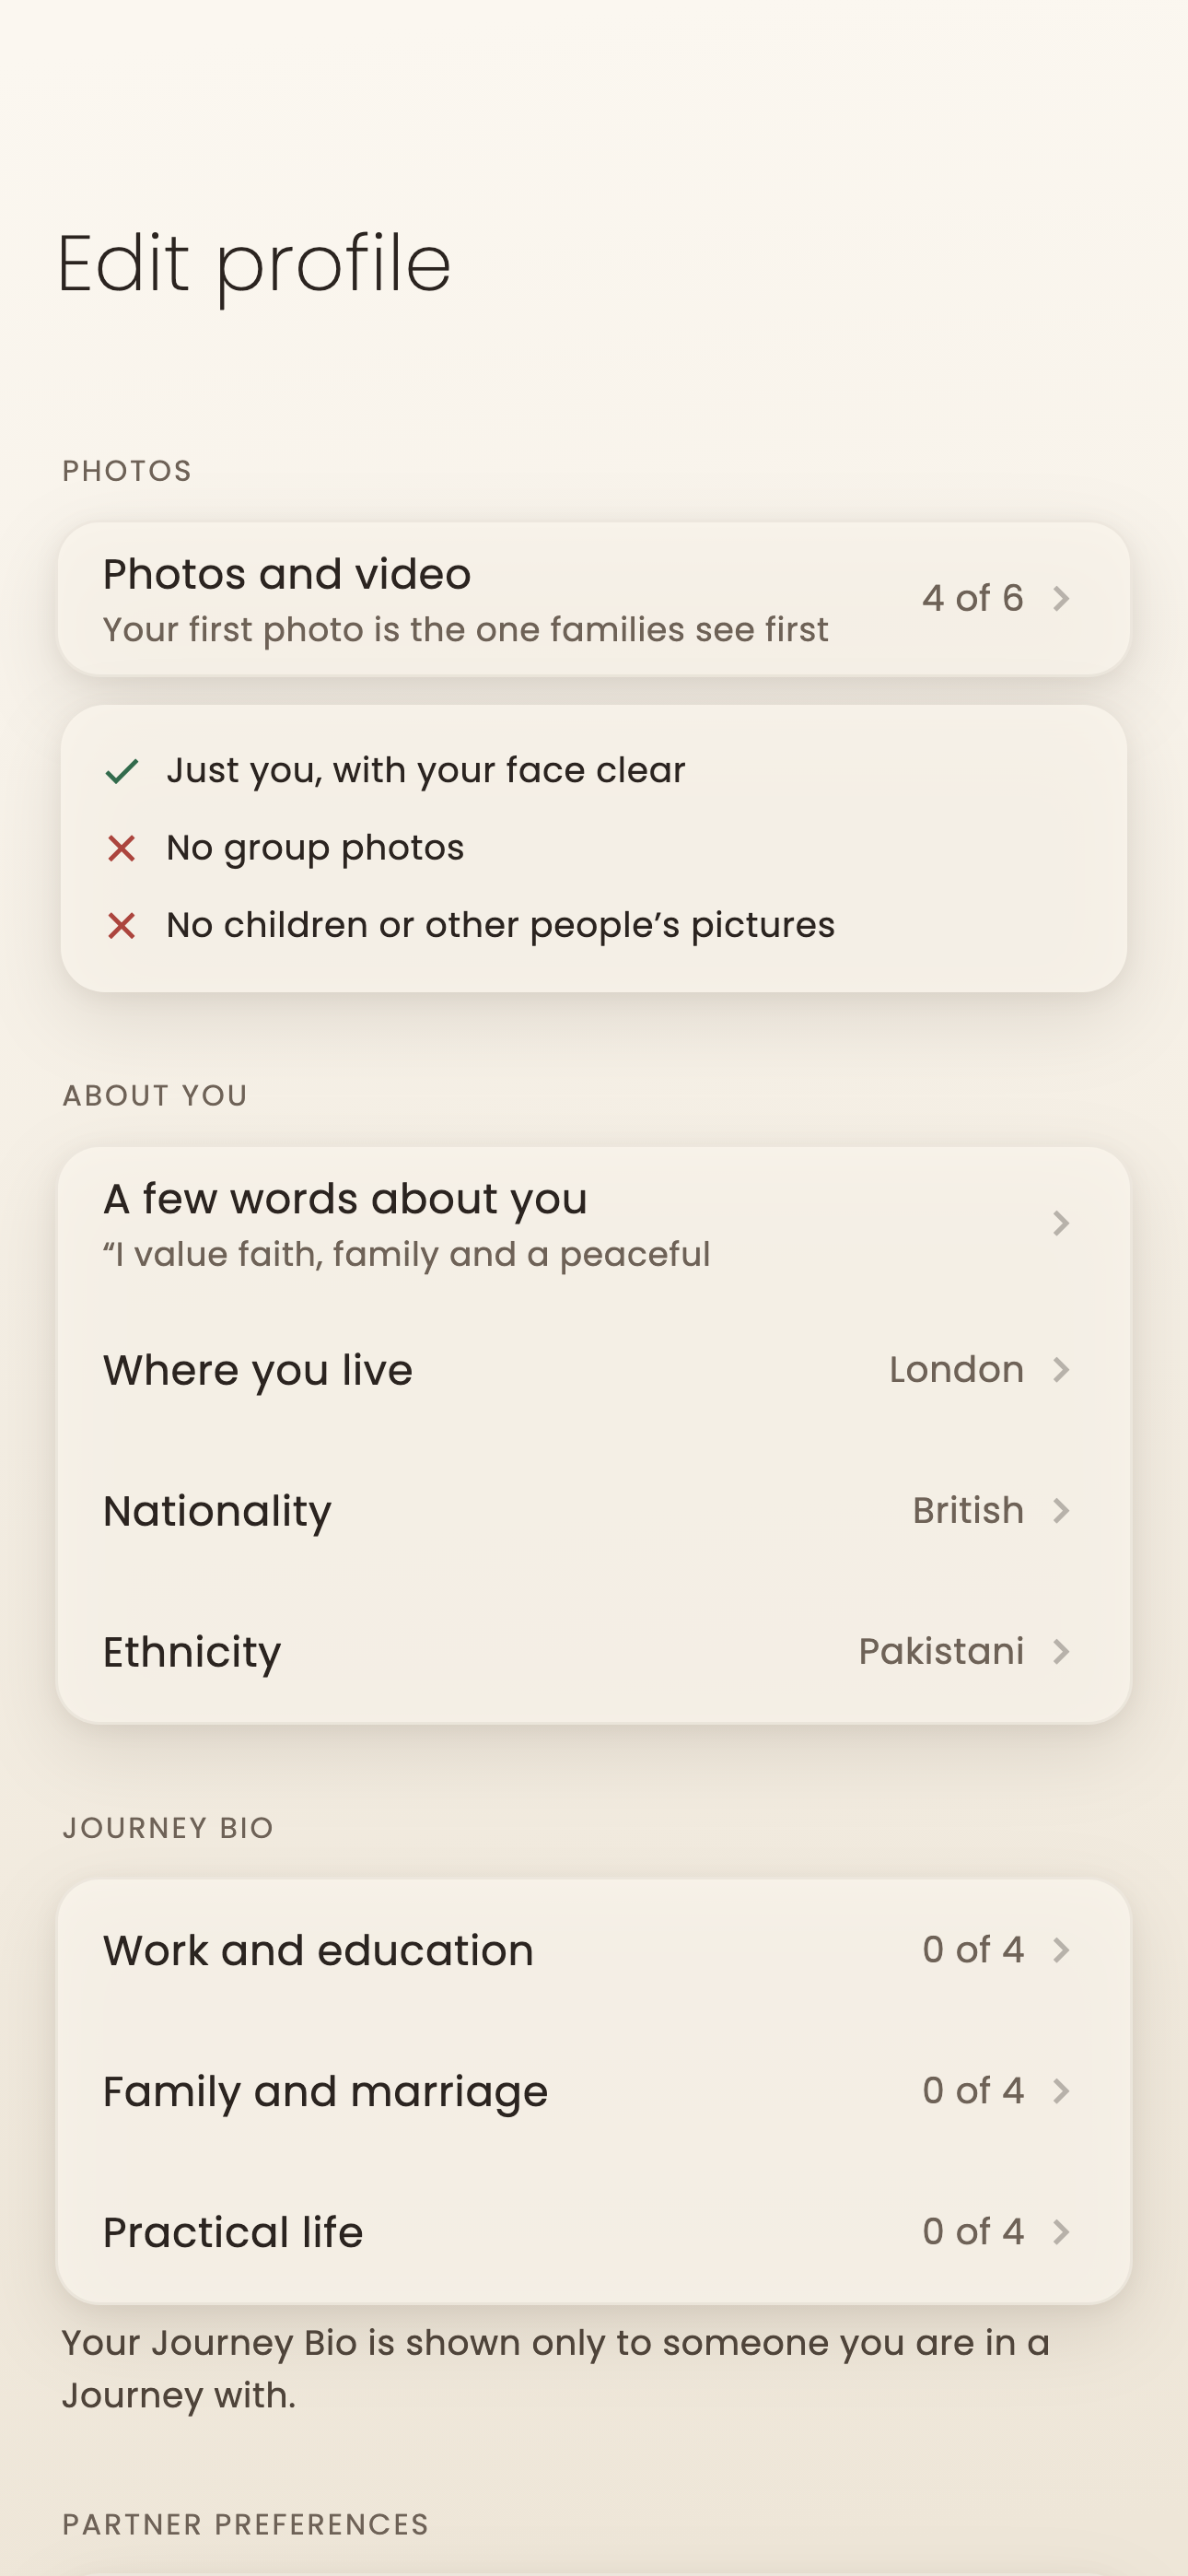 Edit profile
PHOTOS
Photos and video
Your first photo is the one families see first
4 of 6
Just you, with your face clear
No group photos
No children or other people’s pictures
ABOUT YOU
A few words about you
“I value faith, family and a peaceful
Where you live
London
Nationality
British
Ethnicity
Pakistani
JOURNEY BIO
Work and education
0 of 4
Family and marriage
0 of 4
Practical life
0 of 4
Your Journey Bio is shown only to someone you are in a
Journey with.
PARTNER PREFERENCES